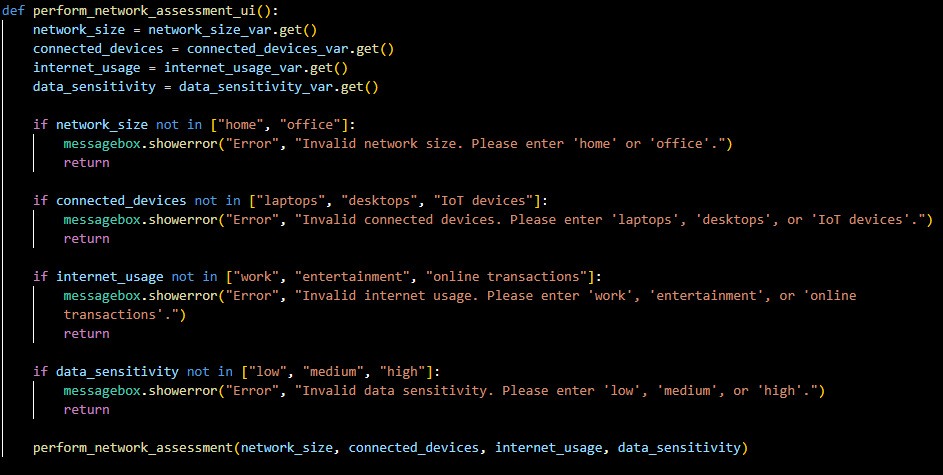 def perform_network_assessment_ui():
    network_size = network_size_var.get()
    connected_devices = connected_devices_var.get()
    internet_usage = internet_usage_var.get()
    data_sensitivity = data_sensitivity_var.get()

    if network_size not in ["home", "office"]:
        messagebox.showerror("Error", "Invalid network size. Please enter 'home' or 'office'.")
        return

    if connected_devices not in ["laptops", "desktops", "IoT devices"]:
        messagebox.showerror("Error", "Invalid connected devices. Please enter 'laptops', 'desktops', or 'IoT devices'.")
        return

    if internet_usage not in ["work", "entertainment", "online transactions"]:
        messagebox.showerror("Error", "Invalid internet usage. Please enter 'work', 'entertainment', or 'online
        transactions'.")
        return

    if data_sensitivity not in ["low", "medium", "high"]:
        messagebox.showerror("Error", "Invalid data sensitivity. Please enter 'low', 'medium', or 'high'.")
        return

    perform_network_assessment(network_size, connected_devices, internet_usage, data_sensitivity)